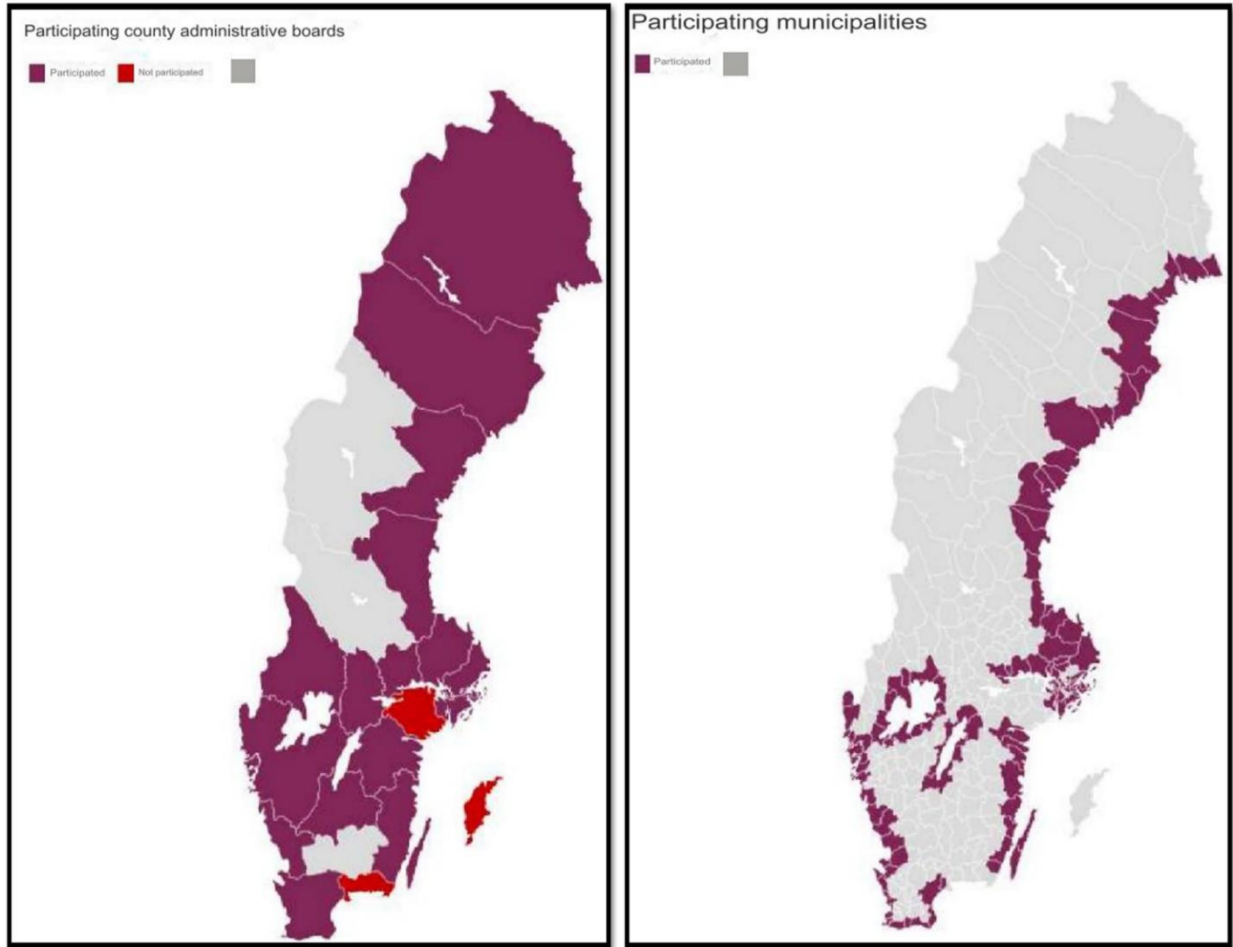 Participating county administrative boards
Participated
Not participated
Participating municipalities
Participated